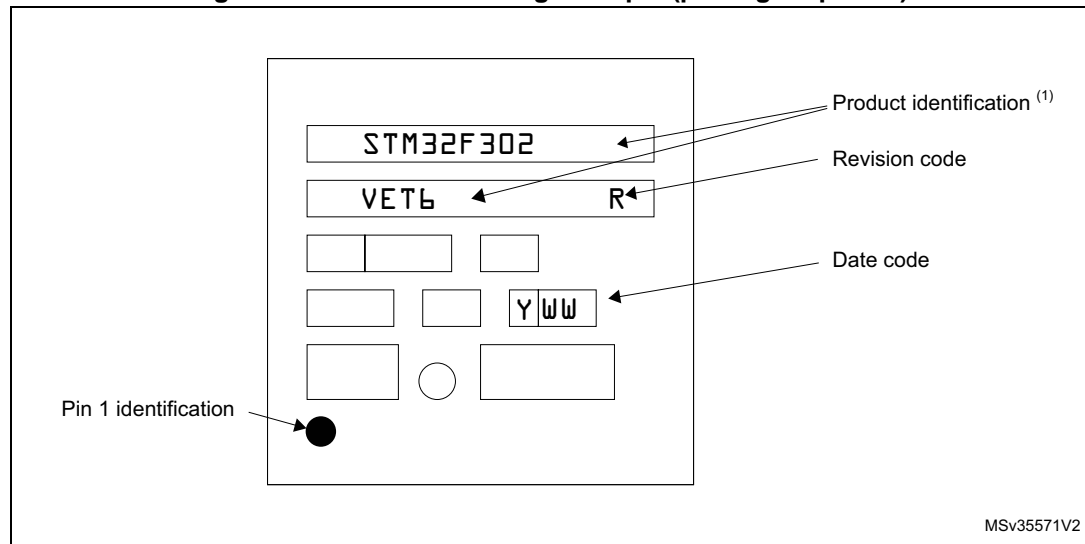 Product identification (1)
STM32F302
Revision code
VET6 R
Date code
Y WW
Pin 1 identification
MSv35571V2